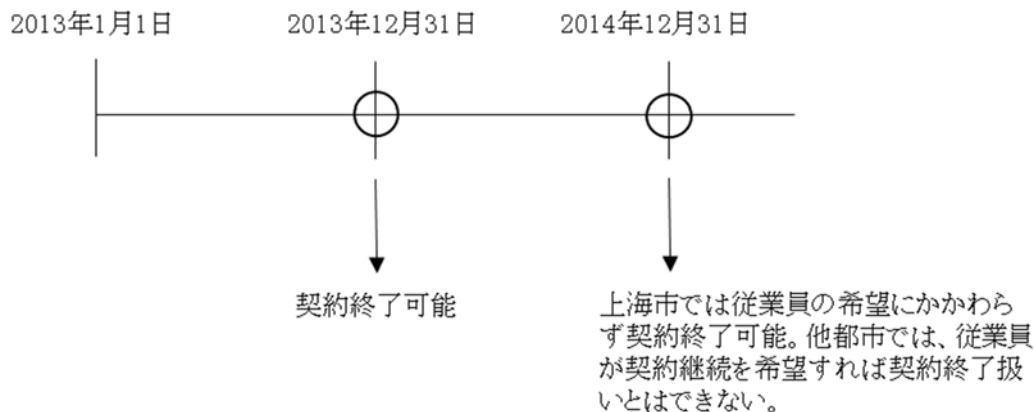 2013年1月1日
2013年12月31日
2014年12月31日
契約終了可能
上海市では従業員の希望にかかわら
ず契約終了可能。他都市では、従業員
が契約継続を希望すれば契約終了扱
いとはできない。